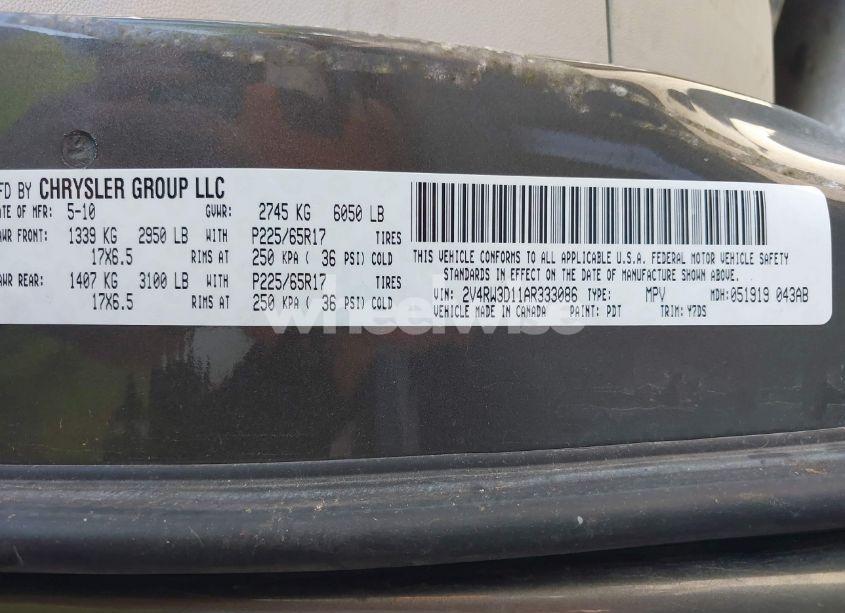 FD BY CHRYSLER GROUP LLC
DATE OF MFR: 5-10 GVWR: 2745 KG 6050 LB
AWR FRONT: 1339 KG 2950 LB WITH P225/65R17 TIRES
17X6.5 RIMS AT 250 KPA ( 36 PSI) COLD
AWR REAR: 1407 KG 3100 LB WITH P225/65R17 TIRES
17X6.5 RIMS AT 250 KPA ( 36 PSI) COLD
THIS VEHICLE CONFORMS TO ALL APPLICABLE U.S.A. FEDERAL MOTOR VEHICLE SAFETY
STANDARDS IN EFFECT ON THE DATE OF MANUFACTURE SHOWN ABOVE.
VIN: 2V4RW3D11AR333086 TYPE: MPV MDH: 051919 043AB
VEHICLE MADE IN CANADA PAINT: PDT TRIM: Y7DS
wheelwise